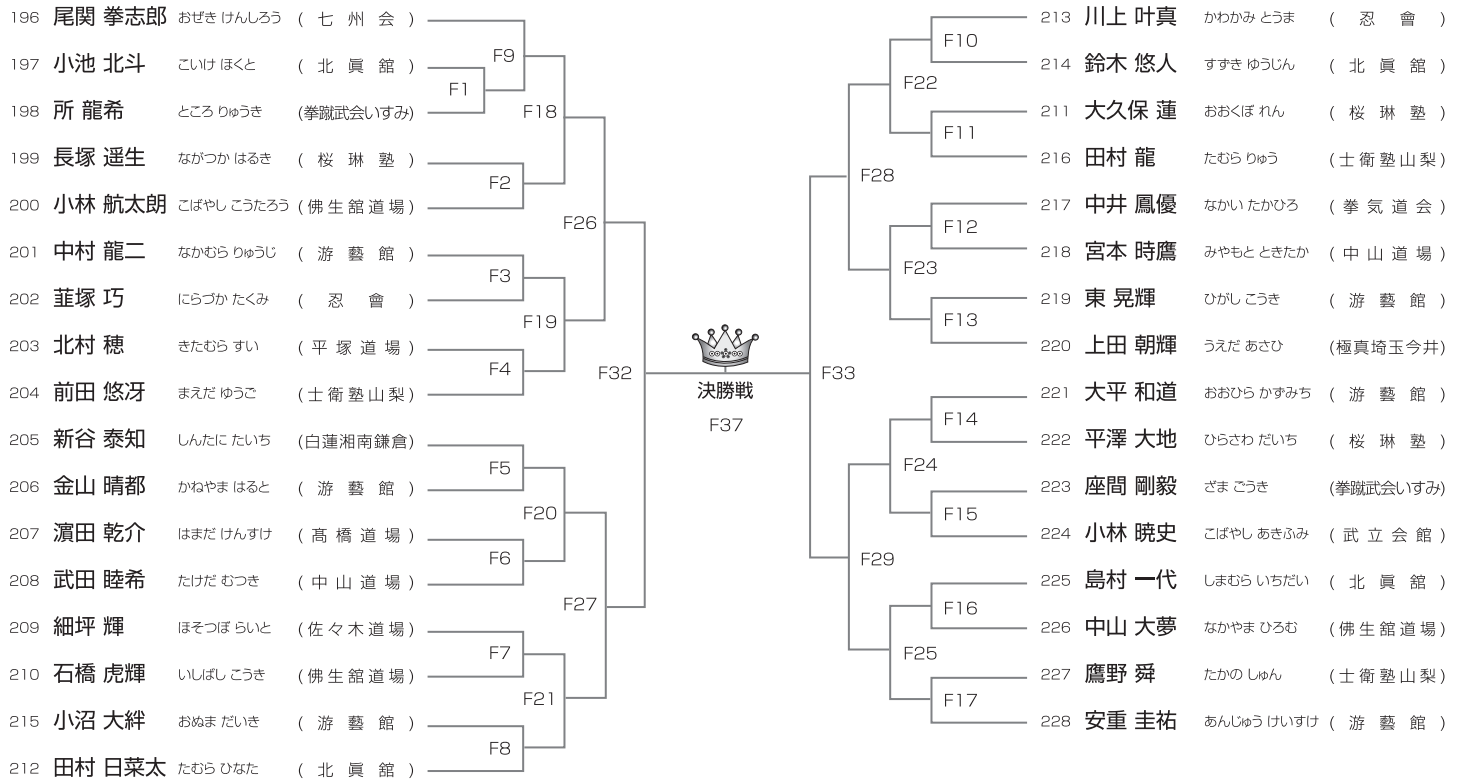 196 尾関 拳志郎 おぜき けんしろう (七州会)
197 小池 北斗 こいけ ほくと (北眞舘)
198 所 龍希 ところ りゅうき (拳蹴武会いすみ)
199 長塚 遥生 ながつか はるき (桜琳塾)
200 小林 航太朗 こばやし こうたろう (佛生舘道場)
201 中村 龍二 なかむら りゅうじ (游藝館)
202 韮塚 巧 にらづか たくみ (忍會)
203 北村 穂 きたむら すい (平塚道場)
204 前田 悠冴 まえだ ゆうご (士衛塾山梨)
205 新谷 泰知 しんたに たいち (白蓮湘南鎌倉)
206 金山 晴都 かねやま はると (游藝館)
207 濵田 乾介 はまだ けんすけ (髙橋道場)
208 武田 睦希 たけだ むつき (中山道場)
209 細坪 輝 ほそつぼ らいと (佐々木道場)
210 石橋 虎輝 いしばし こうき (佛生舘道場)
215 小沼 大絆 おぬま だいき (游藝館)
212 田村 日菜太 たむら ひなた (北眞舘)
F1
F9
F2
F18
F3
F4
F19
F26
F5
F6
F20
F7
F8
F21
F27
F32
決勝戦
F37
F33
F28
F22
F10
F11
F23
F12
F13
F29
F24
F14
F15
F25
F16
F17
213 川上 叶真 かわかみ とうま (忍會)
214 鈴木 悠人 すずき ゆうじん (北眞舘)
211 大久保 蓮 おおくぼ れん (桜琳塾)
216 田村 龍 たむら りゅう (士衛塾山梨)
217 中井 鳳優 なかい たかひろ (拳気道会)
218 宮本 時鷹 みやもと ときたか (中山道場)
219 東 晃輝 ひがし こうき (游藝館)
220 上田 朝輝 うえだ あさひ (極真埼玉今井)
221 大平 和道 おおひら かずみち (游藝館)
222 平澤 大地 ひらさわ だいち (桜琳塾)
223 座間 剛毅 ざま ごうき (拳蹴武会いすみ)
224 小林 暁史 こばやし あきふみ (武立会館)
225 島村 一代 しまむら いちだい (北眞舘)
226 中山 大夢 なかやま ひろむ (佛生舘道場)
227 鷹野 舜 たかの しゅん (士衛塾山梨)
228 安重 圭祐 あんじゅう けいすけ (游藝館)